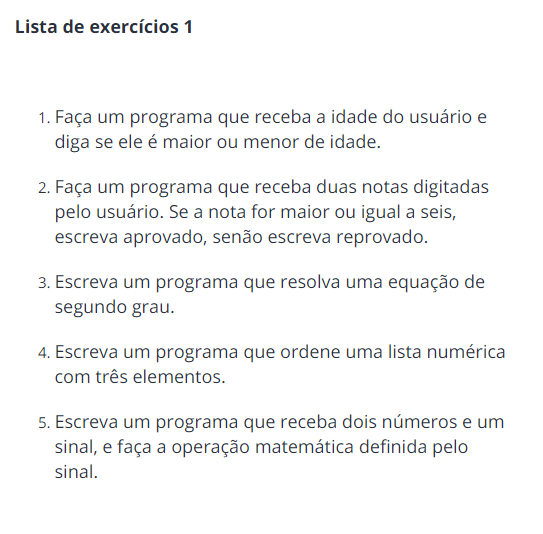 Lista de exercícios 1
1. Faça um programa que receba a idade do usuário e
diga se ele é maior ou menor de idade.
2. Faça um programa que receba duas notas digitadas
pelo usuário. Se a nota for maior ou igual a seis,
escreva aprovado, senão escreva reprovado.
3. Escreva um programa que resolva uma equação de
segundo grau.
4. Escreva um programa que ordene uma lista numérica
com três elementos.
5. Escreva um programa que receba dois números e um
sinal, e faça a operação matemática definida pelo
sinal.